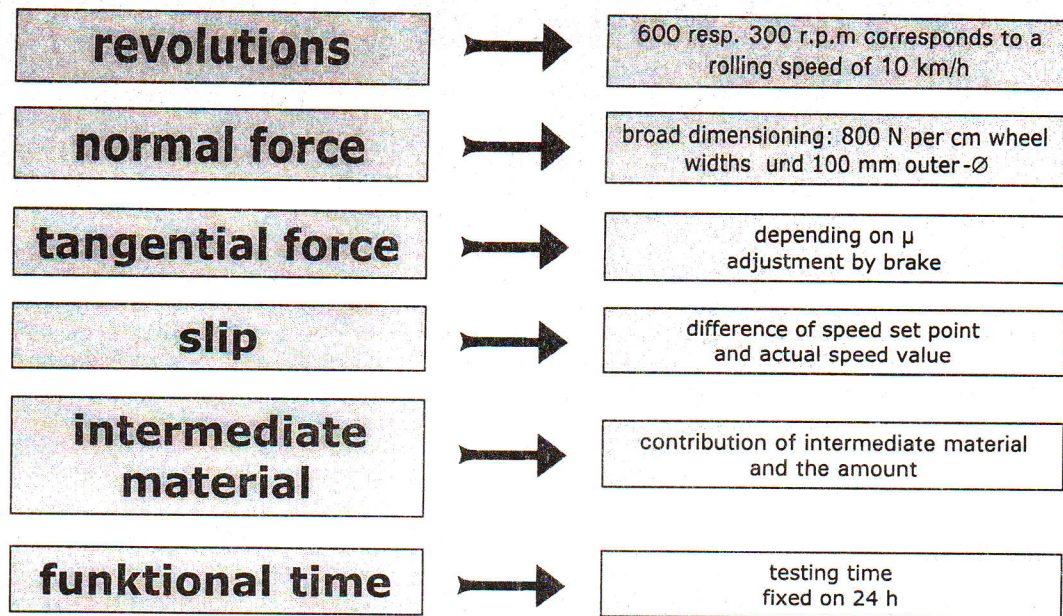 revolutions
600 resp. 300 r.p.m corresponds to a
rolling speed of 10 km/h
normal force
broad dimensioning: 800 N per cm wheel
widths und 100 mm outer-Ø
tangential force
depending on µ
adjustment by brake
slip
difference of speed set point
and actual speed value
intermediate
material
contribution of intermediate material
and the amount
funktional time
testing time
fixed on 24 h